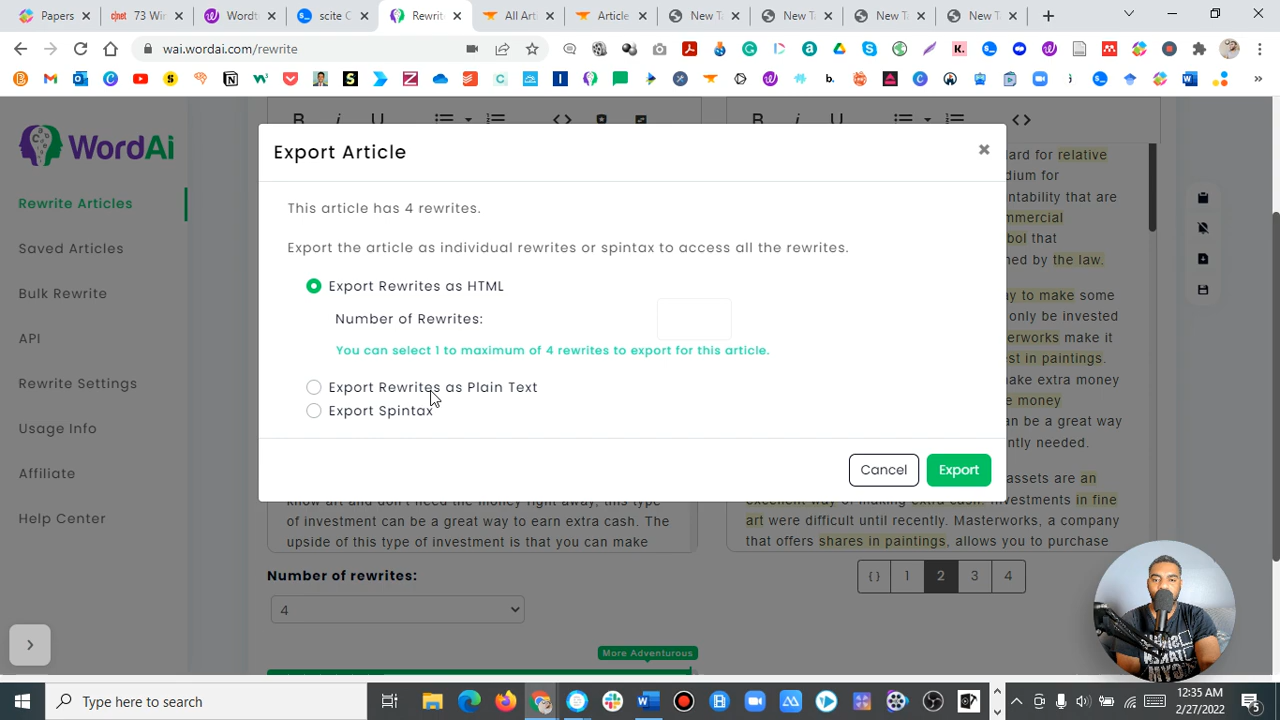 Papers
73 Wir
Wordt
scite C
Rewrit
All Art
Article
New T
New T
New T
New T
wai.wordai.com/rewrite
WordAi
Rewrite Articles
Saved Articles
Bulk Rewrite
API
Rewrite Settings
Usage Info
Affiliate
Help Center
Export Article
This article has 4 rewrites.
Export the article as individual rewrites or spintax to access all the rewrites.
Export Rewrites as HTML
Number of Rewrites:
You can select 1 to maximum of 4 rewrites to export for this article.
Export Rewrites as Plain Text
Export Spintax
Cancel
Export
dard for relative
dium for
ntability that are
mmercial
bol that
ned by the law.
ay to make some
only be invested
erworks make it
est in paintings.
ake extra money
e money
can be a great way
ently needed.
assets are an
excellent way of making extra cash. Investments in fine
art were difficult until recently. Masterworks, a company
that offers shares in paintings, allows you to purchase
know art and don't need the money right away, this type
of investment can be a great way to earn extra cash. The
upside of this type of investment is that you can make
{ } 1 2 3 4
Number of rewrites:
4
More Adventurous
Type here to search
12:35 AM
2/27/2022
5